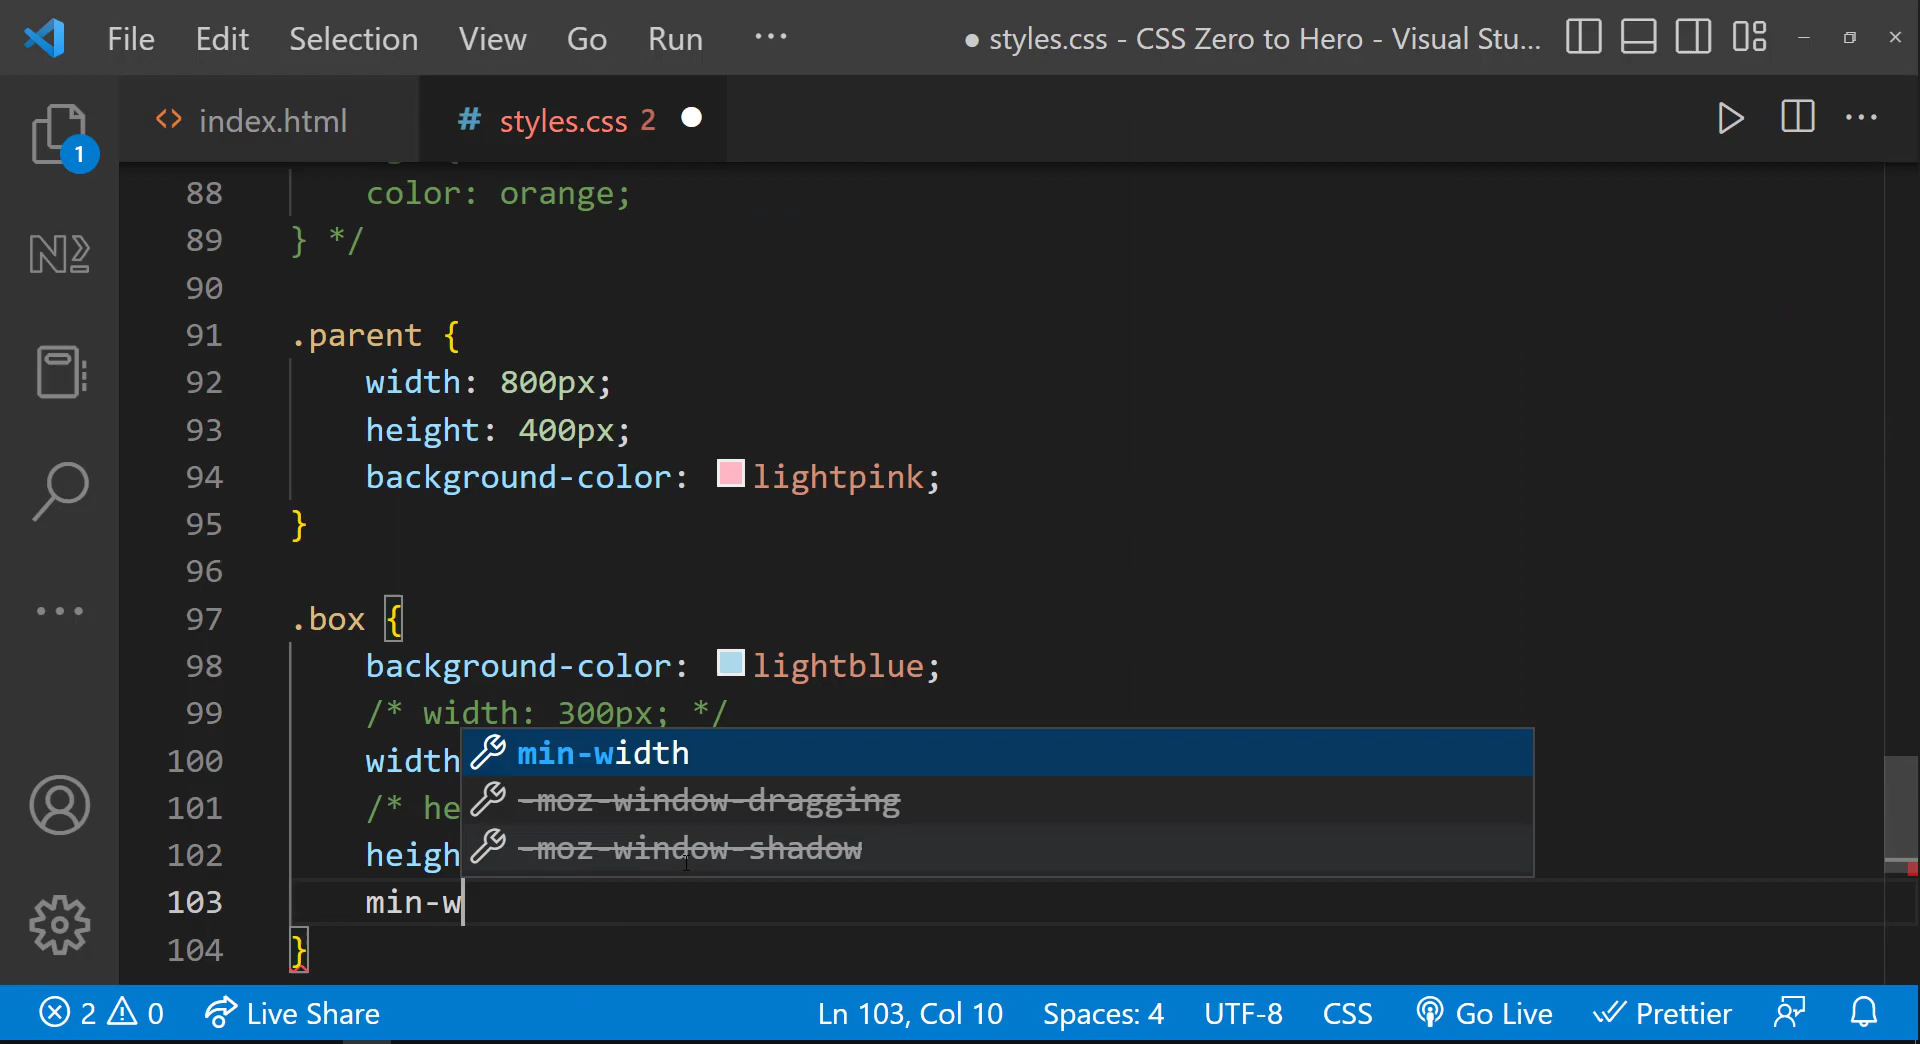 File Edit Selection View Go Run ··· ● styles.css - CSS Zero to Hero - Visual Stu...
<> index.html # styles.css 2 ● ···
1
88 color: orange;
89 } */
90
91 .parent {
92 width: 800px;
93 height: 400px;
94 background-color: lightpink;
95 }
96
97 .box {
98 background-color: lightblue;
99 /* width: 300px; */
100 width
min-width
101 /* he
-moz-window-dragging
102 heigh
-moz-window-shadow
103 min-w
104 }
2 0 Live Share Ln 103, Col 10 Spaces: 4 UTF-8 CSS Go Live Prettier